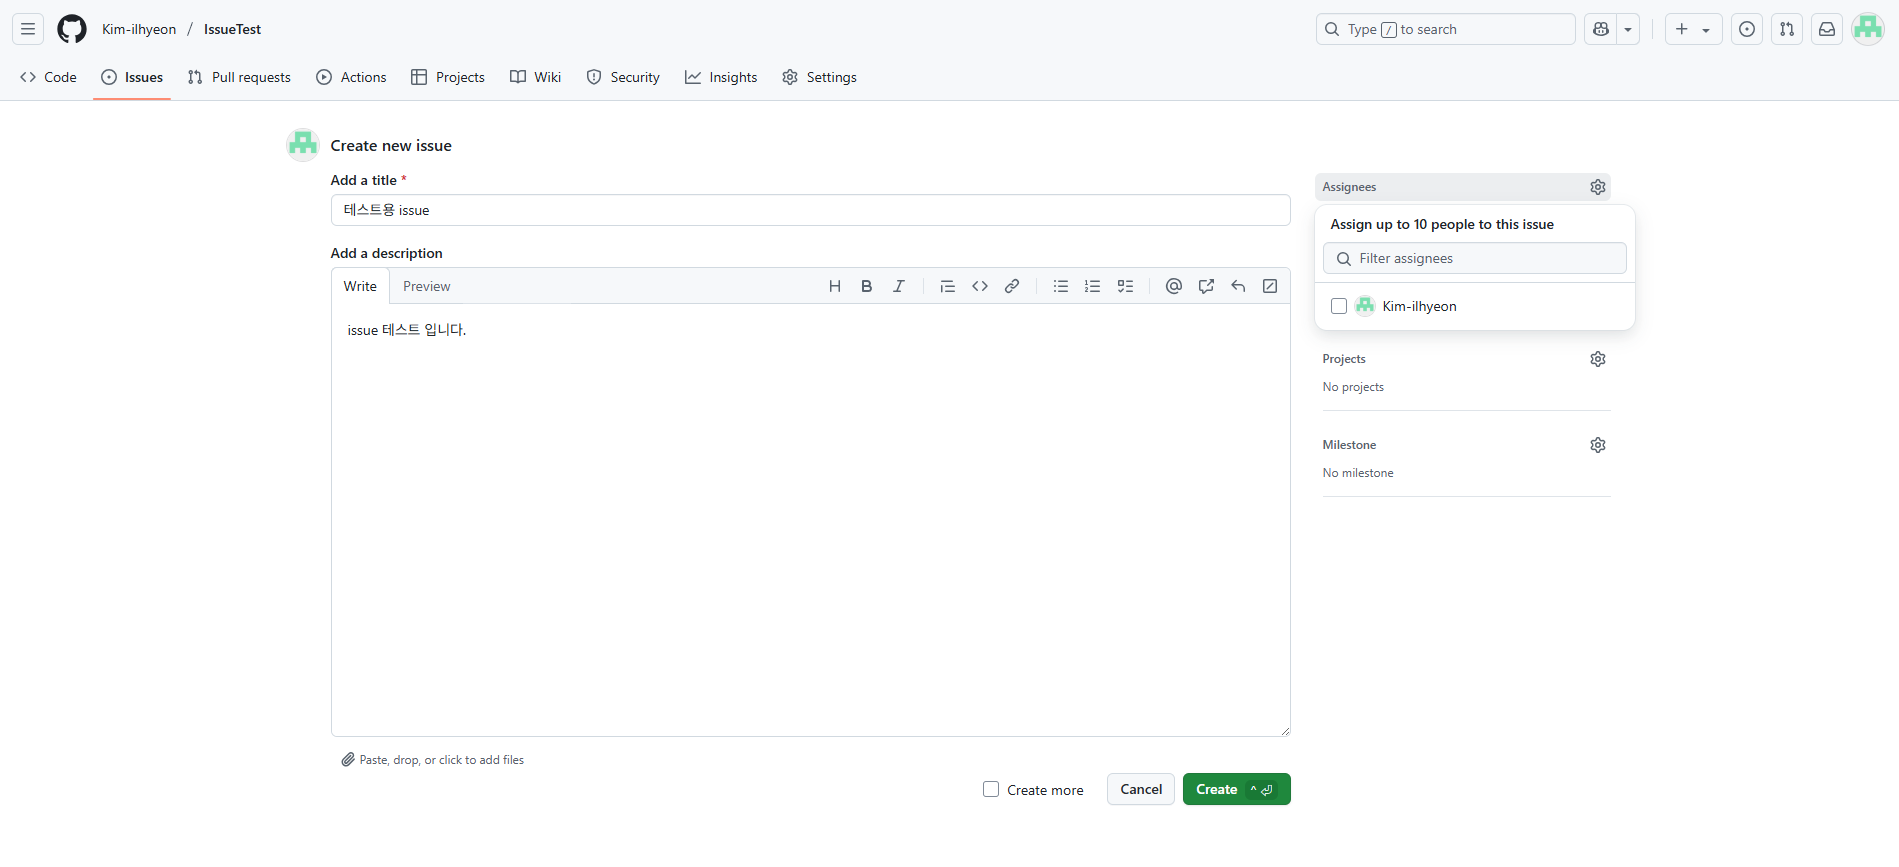 Kim-ilhyeon / IssueTest
Type / to search
Code Issues Pull requests Actions Projects Wiki Security Insights Settings
Create new issue
Add a title *
테스트용 issue
Add a description
Write Preview
issue 테스트 입니다.
Paste, drop, or click to add files
Create more Cancel Create
Assignees
Assign up to 10 people to this issue
Filter assignees
Kim-ilhyeon
Projects
No projects
Milestone
No milestone